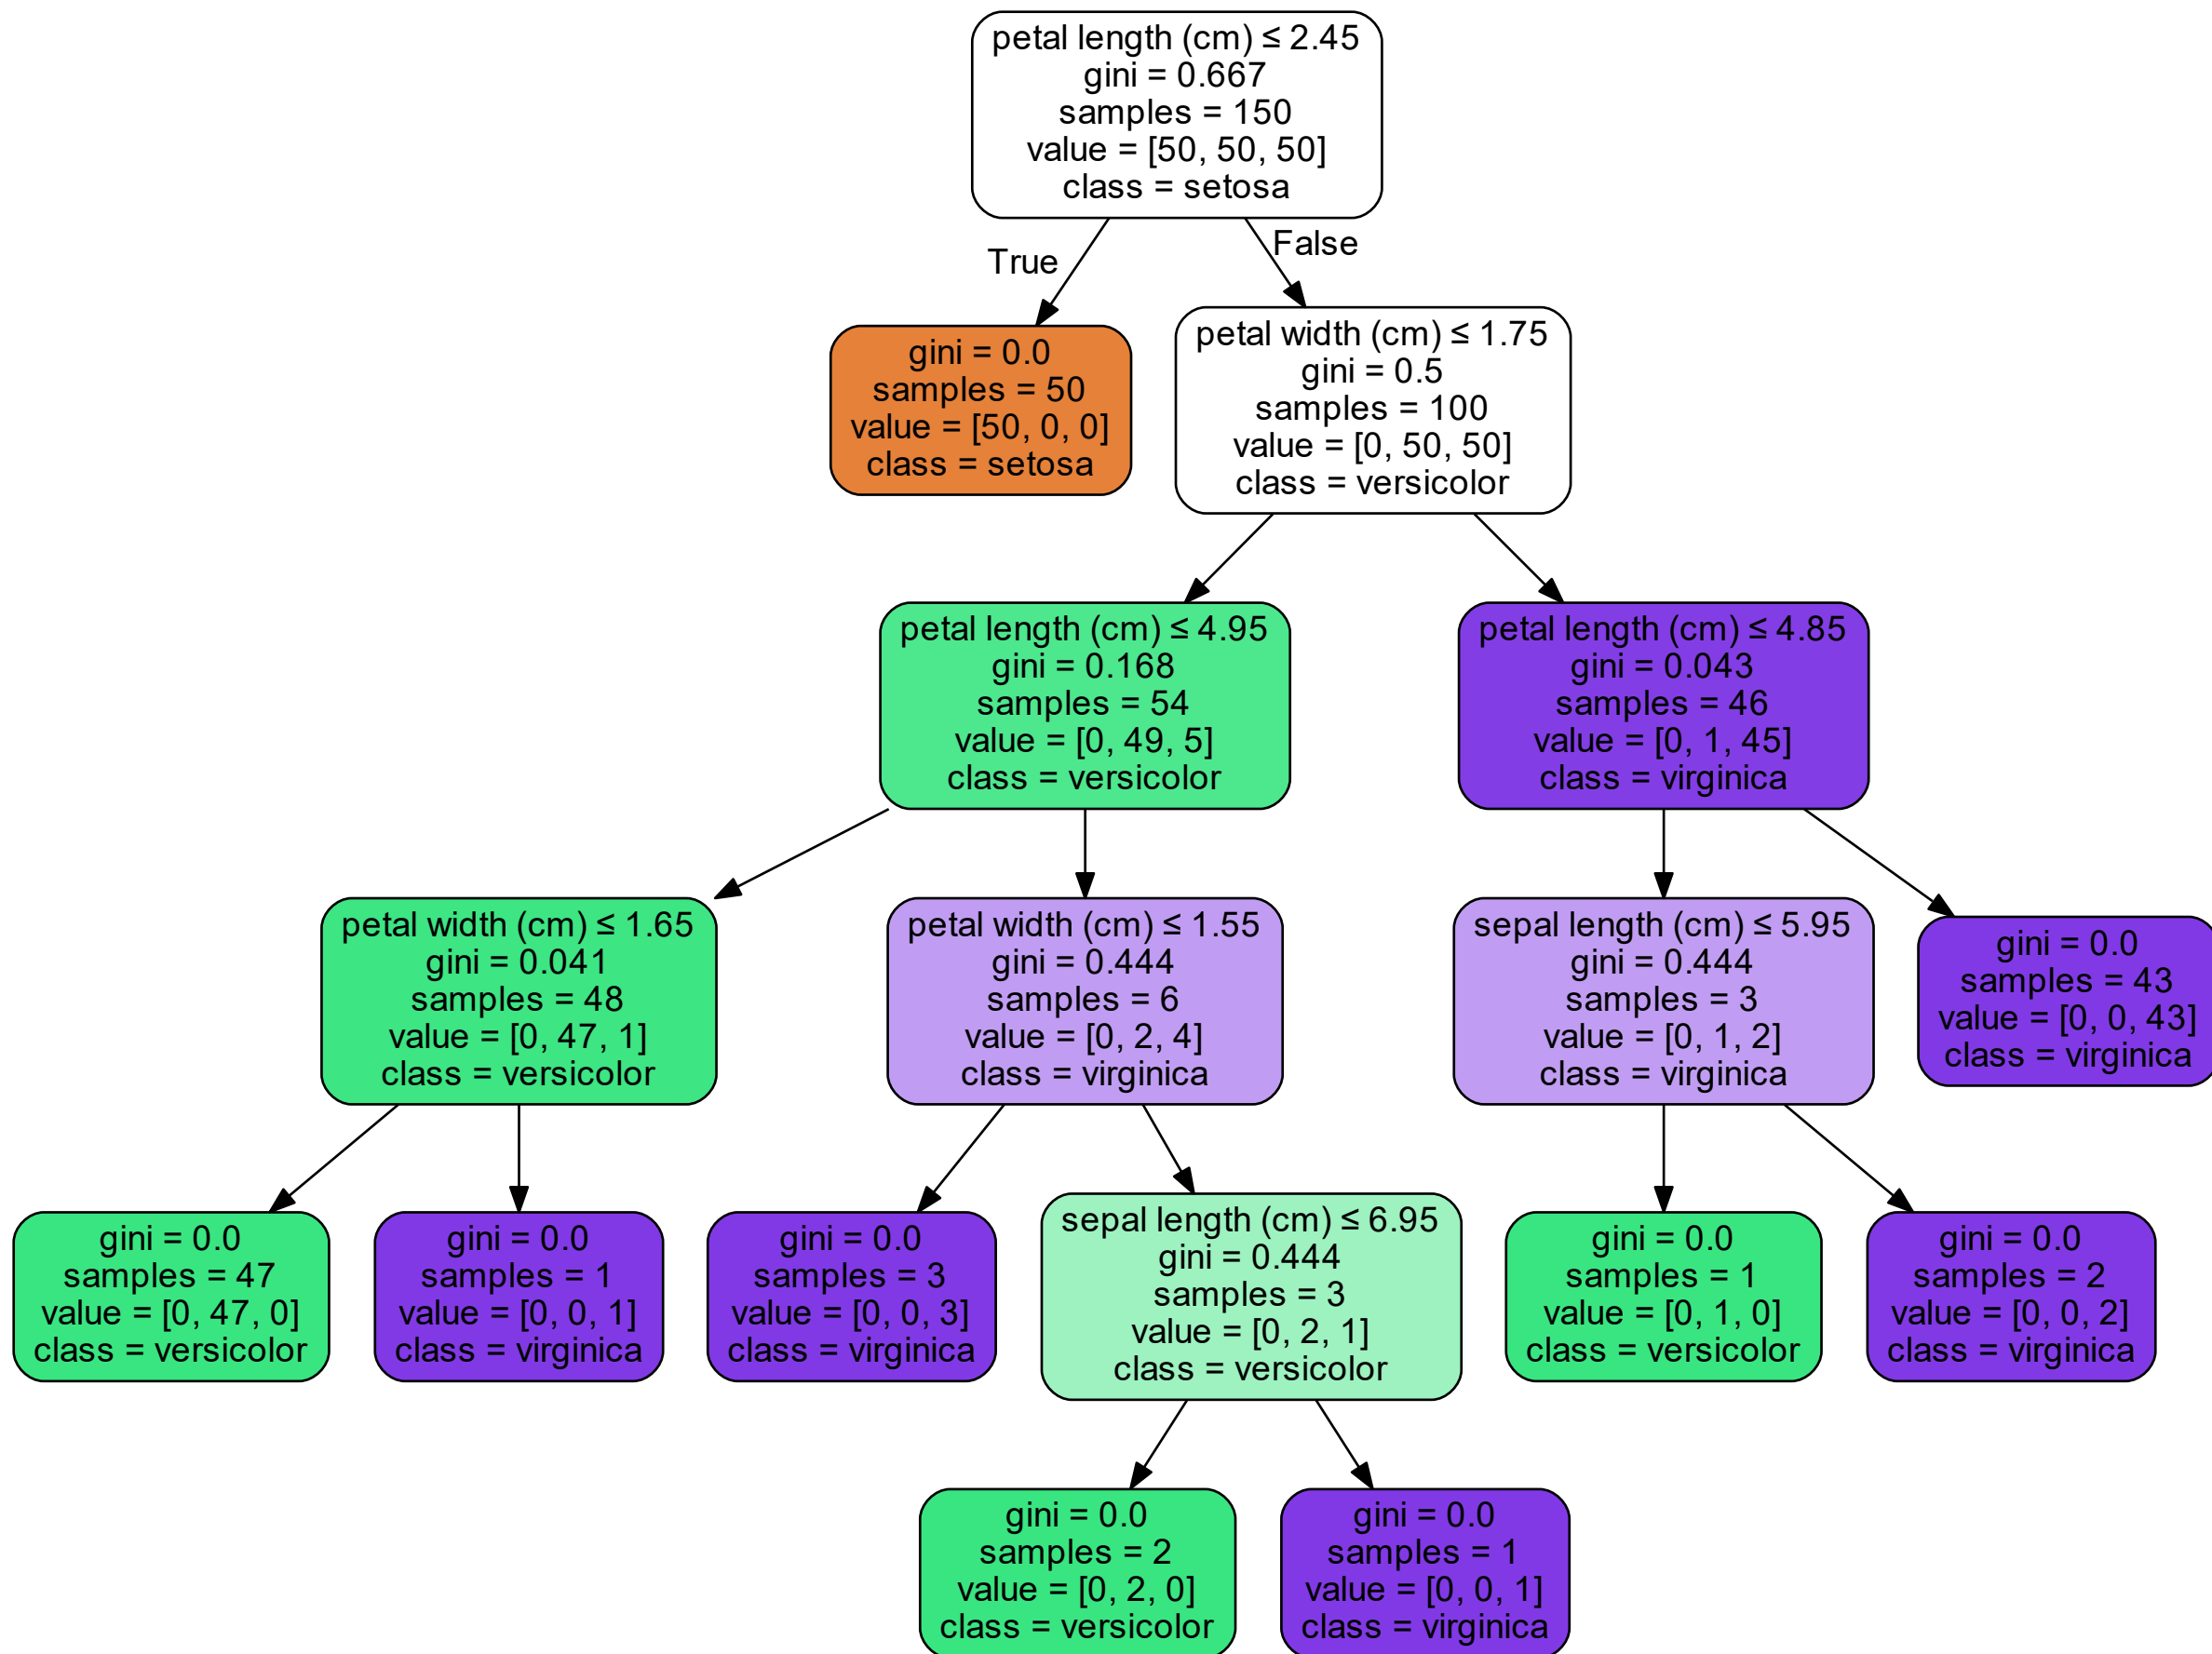 petal length (cm) ≤ 2.45
gini = 0.667
samples = 150
value = [50, 50, 50]
class = setosa
True
False
gini = 0.0
samples = 50
value = [50, 0, 0]
class = setosa
petal width (cm) ≤ 1.75
gini = 0.5
samples = 100
value = [0, 50, 50]
class = versicolor
petal length (cm) ≤ 4.95
gini = 0.168
samples = 54
value = [0, 49, 5]
class = versicolor
petal length (cm) ≤ 4.85
gini = 0.043
samples = 46
value = [0, 1, 45]
class = virginica
petal width (cm) ≤ 1.65
gini = 0.041
samples = 48
value = [0, 47, 1]
class = versicolor
petal width (cm) ≤ 1.55
gini = 0.444
samples = 6
value = [0, 2, 4]
class = virginica
sepal length (cm) ≤ 5.95
gini = 0.444
samples = 3
value = [0, 1, 2]
class = virginica
gini = 0.0
samples = 43
value = [0, 0, 43]
class = virginica
gini = 0.0
samples = 47
value = [0, 47, 0]
class = versicolor
gini = 0.0
samples = 1
value = [0, 0, 1]
class = virginica
gini = 0.0
samples = 3
value = [0, 0, 3]
class = virginica
sepal length (cm) ≤ 6.95
gini = 0.444
samples = 3
value = [0, 2, 1]
class = versicolor
gini = 0.0
samples = 1
value = [0, 1, 0]
class = versicolor
gini = 0.0
samples = 2
value = [0, 0, 2]
class = virginica
gini = 0.0
samples = 2
value = [0, 2, 0]
class = versicolor
gini = 0.0
samples = 1
value = [0, 0, 1]
class = virginica